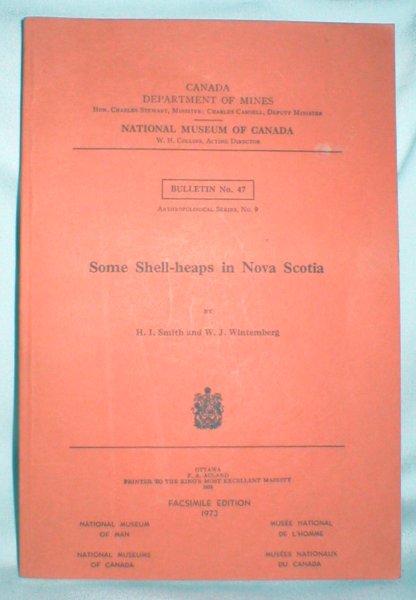 CANADA
DEPARTMENT OF MINES
HON. CHARLES STEWART, MINISTER; CHARLES CAMSELL, DEPUTY MINISTER
NATIONAL MUSEUM OF CANADA
W. H. COLLINS, ACTING DIRECTOR
BULLETIN No. 47
ANTHROPOLOGICAL SERIES, No. 9
Some Shell-heaps in Nova Scotia
BY
H. I. Smith and W. J. Wintemberg
OTTAWA
F. A. ACLAND
PRINTER TO THE KING'S MOST EXCELLENT MAJESTY
FACSIMILE EDITION
1973
NATIONAL MUSEUM
OF MAN
MUSÉE NATIONAL
DE L'HOMME
NATIONAL MUSEUMS
OF CANADA
MUSÉES NATIONAUX
DU CANADA